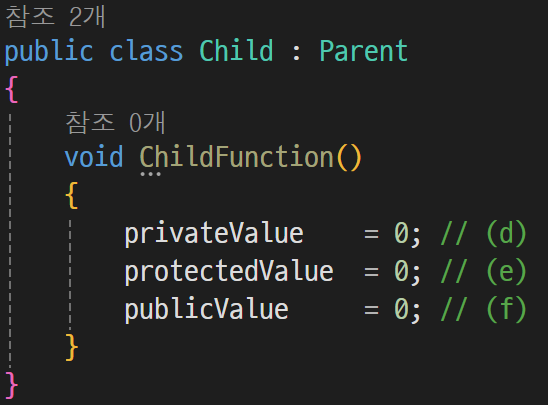 참조 2개
public class Child : Parent
{
참조 0개
void ChildFunction()
{
privateValue = 0; // (d)
protectedValue = 0; // (e)
publicValue = 0; // (f)
}
}